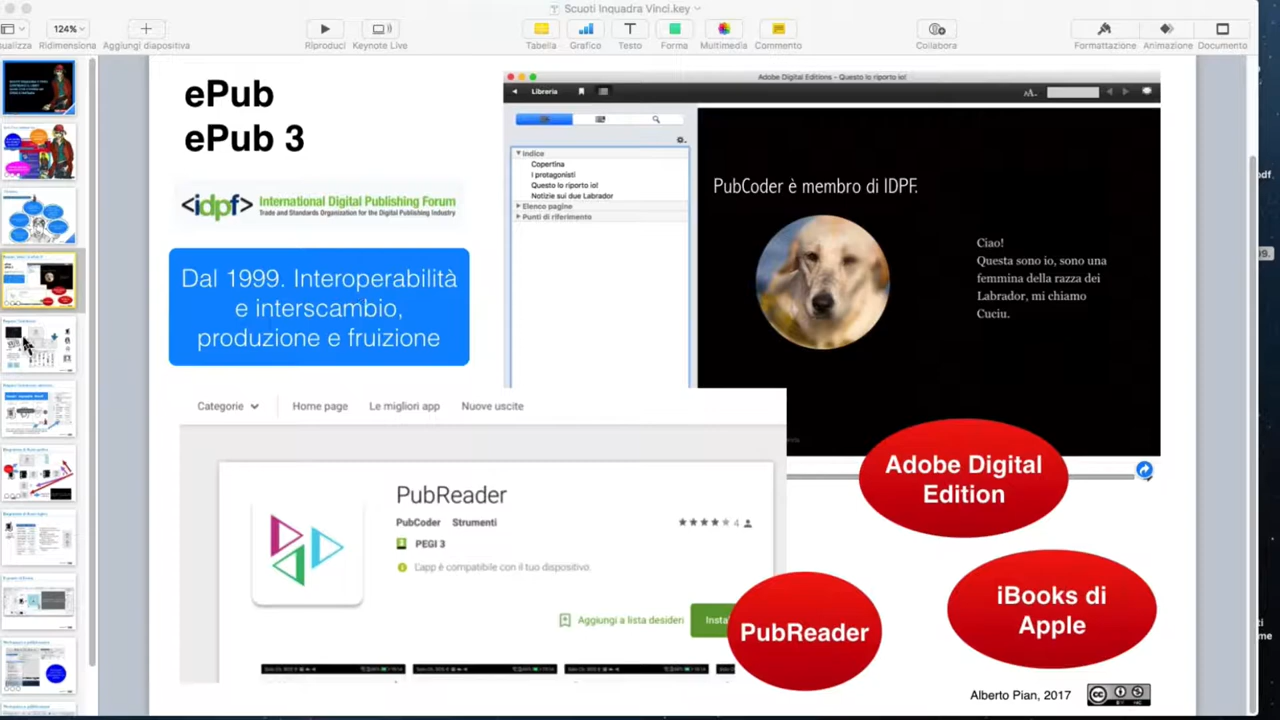 Scuoti Inquadra Vinci.key
124%
Ridimensiona
Aggiungi diapositiva
Riproduci
Keynote Live
Tabella
Grafico
Testo
Forma
Multimedia
Commento
Collabora
Formattazione
Animazione
Documento
ePub
ePub 3
<idpf>
International Digital Publishing Forum
Trade and Standards Organization for the Digital Publishing Industry
Dal 1999. Interoperabilità
e interscambio,
produzione e fruizione
Adobe Digital Editions - Questo lo riporto io!
Libreria
Indice
Copertina
I protagonisti
Questo lo riporto io!
Notizie sui due Labrador
Elenco pagine
Punti di riferimento
PubCoder è membro di IDPF.
Ciao!
Questa sono io, sono una
femmina della razza dei
Labrador, mi chiamo
Cuciu.
Categorie
Home page
Le migliori app
Nuove uscite
PubReader
PubCoder Strumenti
4
PEGI 3
L'app è compatibile con il tuo dispositivo.
Aggiungi a lista desideri
Insta
Adobe Digital
Edition
iBooks di
Apple
PubReader
Alberto Pian, 2017